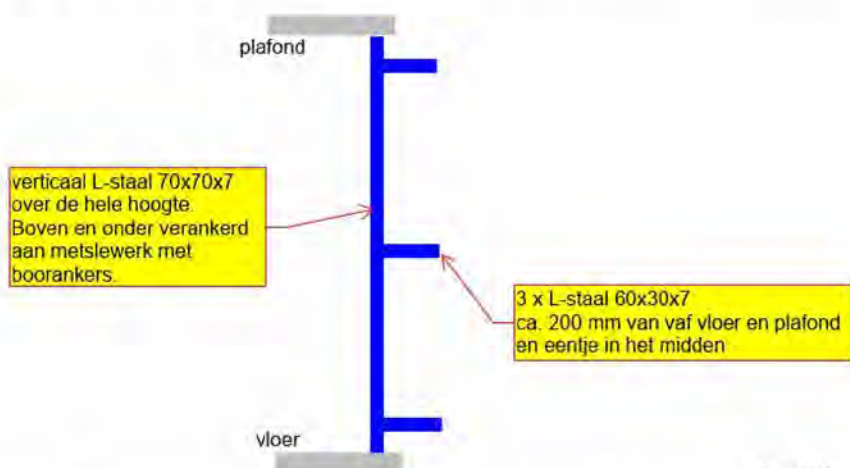 plafond
verticaal L-staal 70x70x7
over de hele hoogte.
Boven en onder verankerd
aan metslewerk met
boorankers.
3 x L-staal 60x30x7
ca. 200 mm van vaf vloer en plafond
en eentje in het midden
vloer